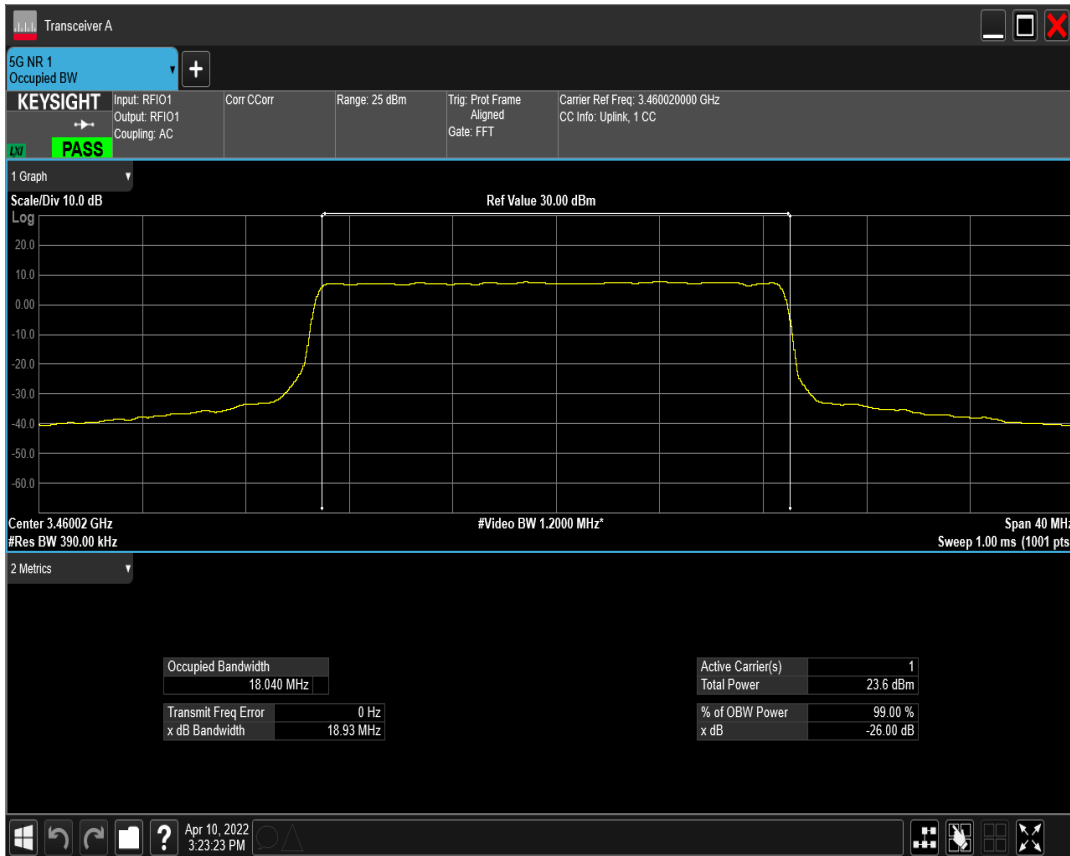 Transceiver A
5G NR 1
Occupied BW
+
KEYSIGHT
LXI
PASS
Input: RFIO1
Output: RFIO1
Coupling: AC
Corr CCorr
Range: 25 dBm
Trig: Prot Frame
Aligned
Gate: FFT
Carrier Ref Freq: 3.460020000 GHz
CC Info: Uplink, 1 CC
1 Graph
Scale/Div 10.0 dB
Ref Value 30.00 dBm
Log
20.0
10.0
0.00
-10.0
-20.0
-30.0
-40.0
-50.0
-60.0
Center 3.46002 GHz
#Video BW 1.2000 MHz*
Span 40 MHz
#Res BW 390.00 kHz
Sweep 1.00 ms (1001 pts
2 Metrics
Occupied Bandwidth
18.040 MHz
Transmit Freq Error 0 Hz
x dB Bandwidth 18.93 MHz
Active Carrier(s) 1
Total Power 23.6 dBm
% of OBW Power 99.00 %
x dB -26.00 dB
?
Apr 10, 2022
3:23:23 PM